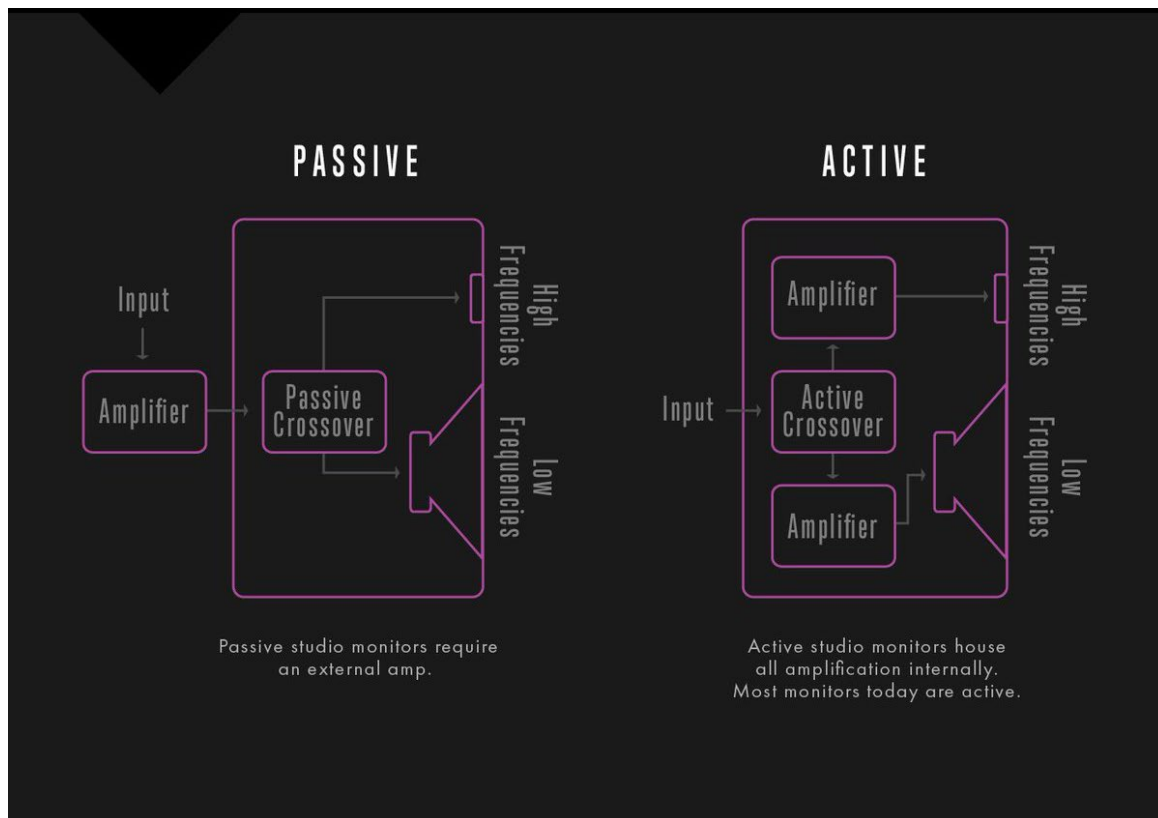 PASSIVE
Input
Amplifier
Passive
Crossover
High
Frequencies
Low
Frequencies
Passive studio monitors require
an external amp.
ACTIVE
Input
Amplifier
Active
Crossover
Amplifier
High
Frequencies
Low
Frequencies
Active studio monitors house
all amplification internally.
Most monitors today are active.